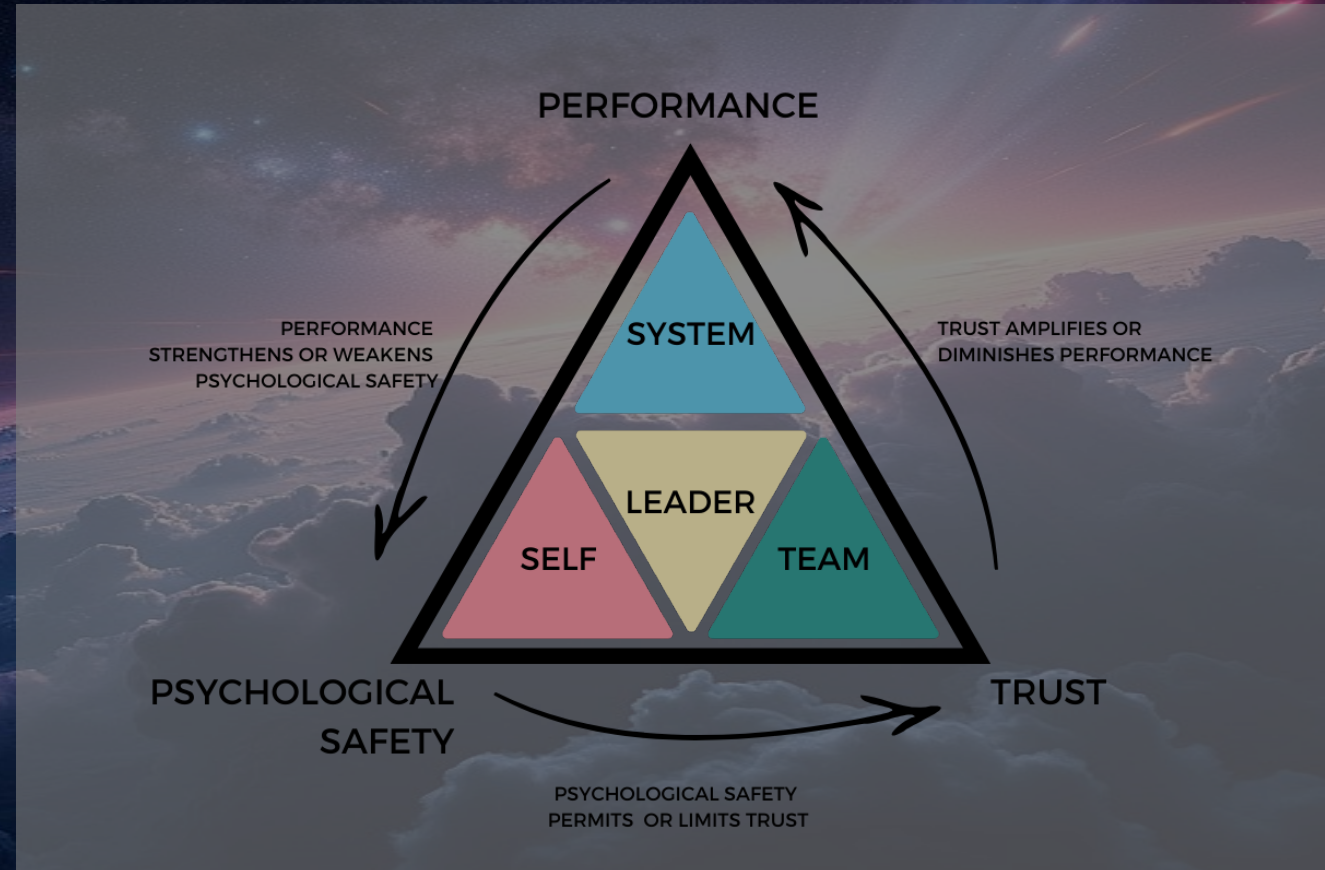 PERFORMANCE
PERFORMANCE
STRENGTHENS OR WEAKENS
PSYCHOLOGICAL SAFETY
TRUST AMPLIFIES OR
DIMINISHES PERFORMANCE
SYSTEM
LEADER
SELF
TEAM
PSYCHOLOGICAL
SAFETY
TRUST
PSYCHOLOGICAL SAFETY
PERMITS OR LIMITS TRUST